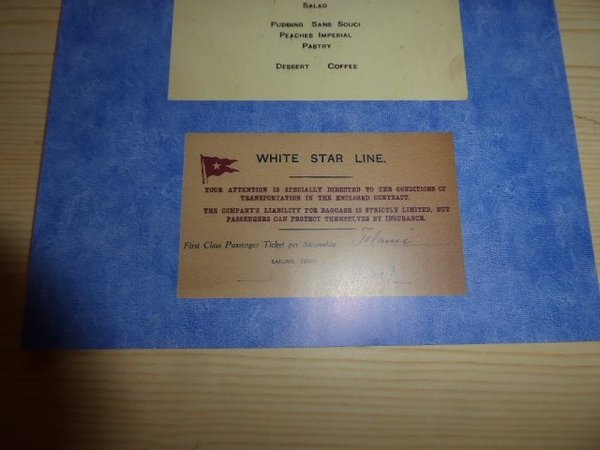 SALAD
PUDDING SANS SOUCI
PEACHES IMPERIAL
PASTRY
DESSERT COFFEE
WHITE STAR LINE.
YOUR ATTENTION IS SPECIALLY DIRECTED TO THE CONDITIONS OF
TRANSPORTATION IN THE ENCLOSED CONTRACT.
THE COMPANY'S LIABILITY FOR BAGGAGE IS STRICTLY LIMITED, BUT
PASSENGERS CAN PROTECT THEMSELVES BY INSURANCE.
First Class Passenger Ticket per Steamship
SAILING FROM